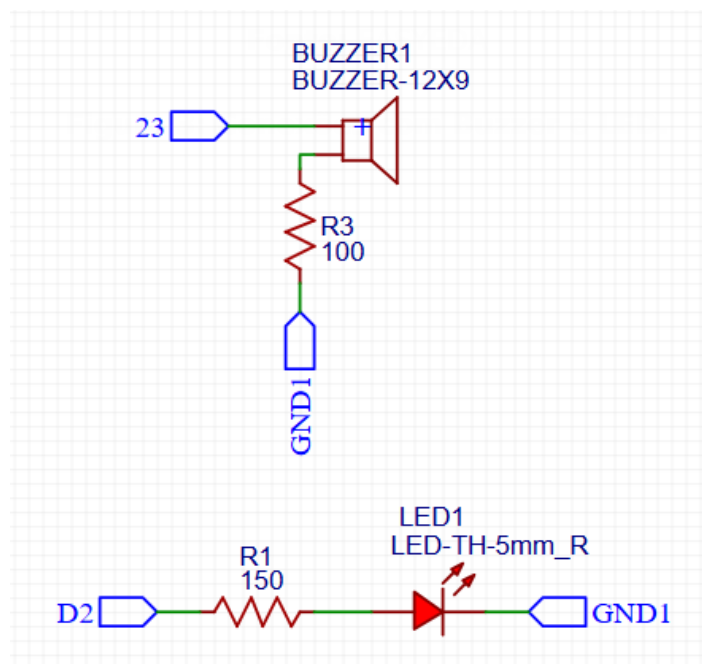 BUZZER1
BUZZER-12X9
23
+
R3
100
GND1
LED1
LED-TH-5mm_R
R1
150
D2
GND1